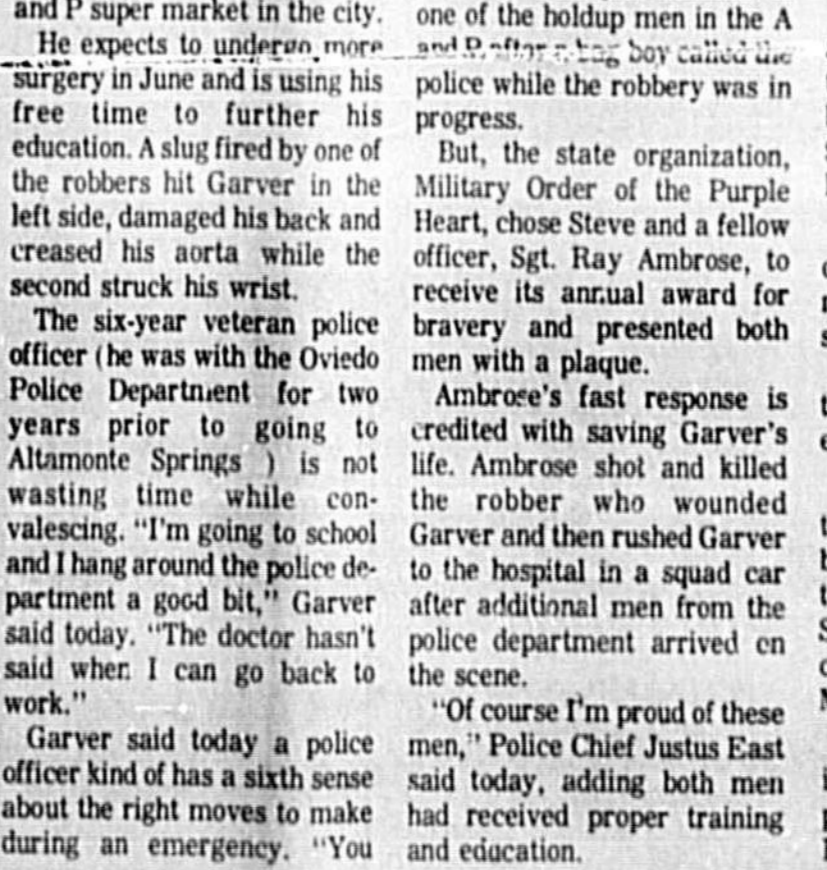 and P super market in the city.
He expects to undergo more
surgery in June and is using his
free time to further his
education. A slug fired by one of
the robbers hit Garver in the
left side, damaged his back and
creased his aorta while the
second struck his wrist.
The six-year veteran police
officer (he was with the Oviedo
Police Department for two
years prior to going to
Altamonte Springs ) is not
wasting time while con-
valescing. "I'm going to school
and I hang around the police de-
partment a good bit," Garver
said today. "The doctor hasn't
said when I can go back to
work."
Garver said today a police
officer kind of has a sixth sense
about the right moves to make
during an emergency. "You
one of the holdup men in the A
and P after a bag boy called the
police while the robbery was in
progress.
But, the state organization,
Military Order of the Purple
Heart, chose Steve and a fellow
officer, Sgt. Ray Ambrose, to
receive its annual award for
bravery and presented both
men with a plaque.
Ambrose's fast response is
credited with saving Garver's
life. Ambrose shot and killed
the robber who wounded
Garver and then rushed Garver
to the hospital in a squad car
after additional men from the
police department arrived on
the scene.
"Of course I'm proud of these
men," Police Chief Justus East
said today, adding both men
had received proper training
and education.